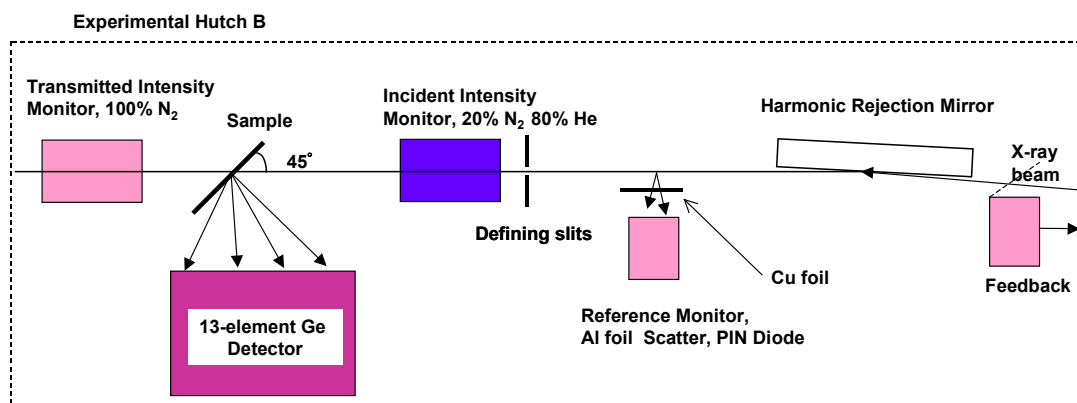 Experimental Hutch B
Transmitted Intensity
Monitor, 100% N₂
Sample
45°
Incident Intensity
Monitor, 20% N₂ 80% He
Harmonic Rejection Mirror
X-ray
beam
Defining slits
Cu foil
Feedback
Reference Monitor,
Al foil Scatter, PIN Diode
13-element Ge
Detector